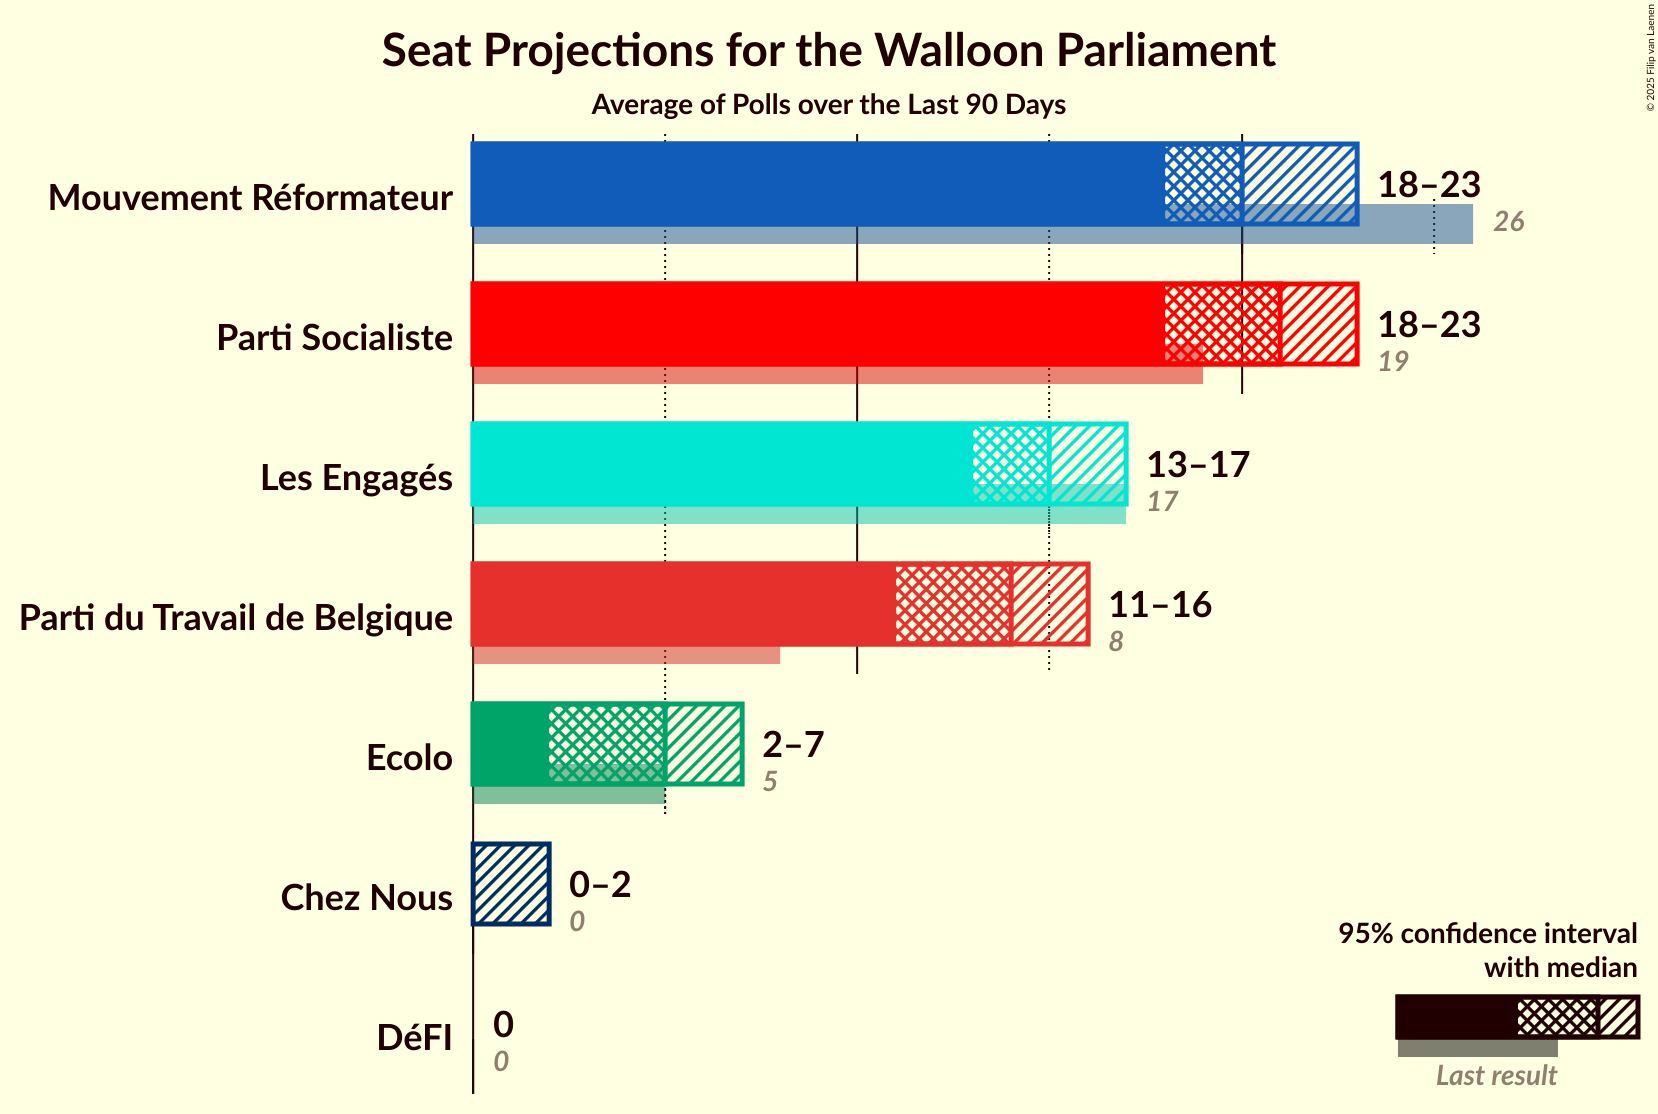 Seat Projections for the Walloon Parliament
Average of Polls over the Last 90 Days
© 2025 Filip van Laenen
Mouvement Réformateur
18–23
26
Parti Socialiste
18–23
19
Les Engagés
13–17
17
Parti du Travail de Belgique
11–16
8
Ecolo
2–7
5
Chez Nous
0–2
0
DéFI
0
0
95% confidence interval
with median
Last result